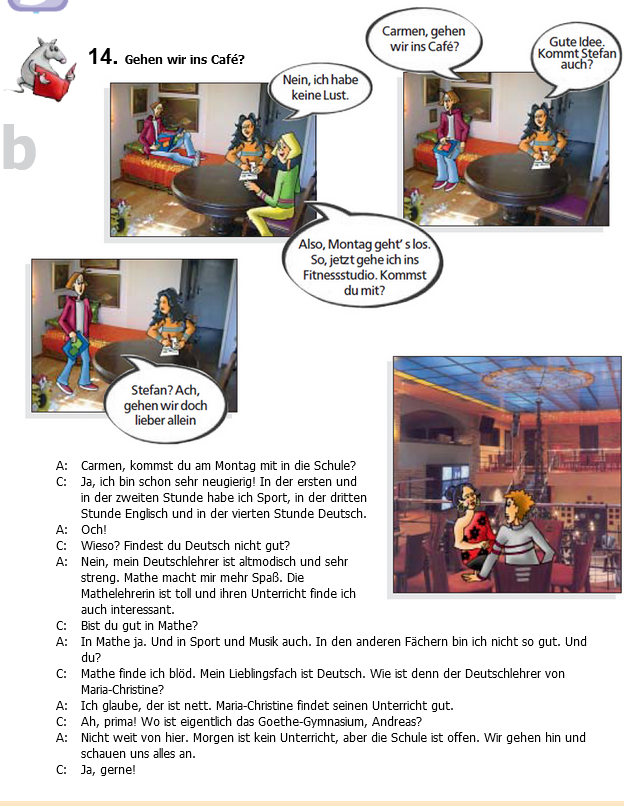 14. Gehen wir ins Café?
b
Nein, ich habe
keine Lust.
Also, Montag geht' s los.
So, jetzt gehe ich ins
Fitnessstudio. Kommst
du mit?
Carmen, gehen
wir ins Café?
Gute Idee.
Kommt Stefan
auch?
Stefan? Ach,
gehen wir doch
lieber allein
A: Carmen, kommst du am Montag mit in die Schule?
C: Ja, ich bin schon sehr neugierig! In der ersten und
in der zweiten Stunde habe ich Sport, in der dritten
Stunde Englisch und in der vierten Stunde Deutsch.
A: Och!
C: Wieso? Findest du Deutsch nicht gut?
A: Nein, mein Deutschlehrer ist altmodisch und sehr
streng. Mathe macht mir mehr Spaß. Die
Mathelehrerin ist toll und ihren Unterricht finde ich
auch interessant.
C: Bist du gut in Mathe?
A: In Mathe ja. Und in Sport und Musik auch. In den anderen Fächern bin ich nicht so gut. Und
du?
C: Mathe finde ich blöd. Mein Lieblingsfach ist Deutsch. Wie ist denn der Deutschlehrer von
Maria-Christine?
A: Ich glaube, der ist nett. Maria-Christine findet seinen Unterricht gut.
C: Ah, prima! Wo ist eigentlich das Goethe-Gymnasium, Andreas?
A: Nicht weit von hier. Morgen ist kein Unterricht, aber die Schule ist offen. Wir gehen hin und
schauen uns alles an.
C: Ja, gerne!